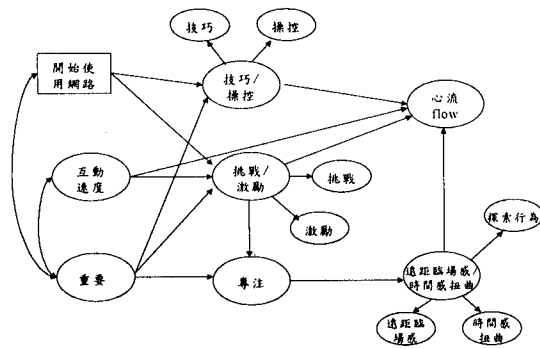 技巧
操控
開始使
用網路
技巧/
操控
心流
flow
互動
速度
挑戰/
激勵
挑戰
激勵
探索行為
重要
專注
遠距臨場感/
時間感扭曲
遠距臨
場感
時間感
扭曲